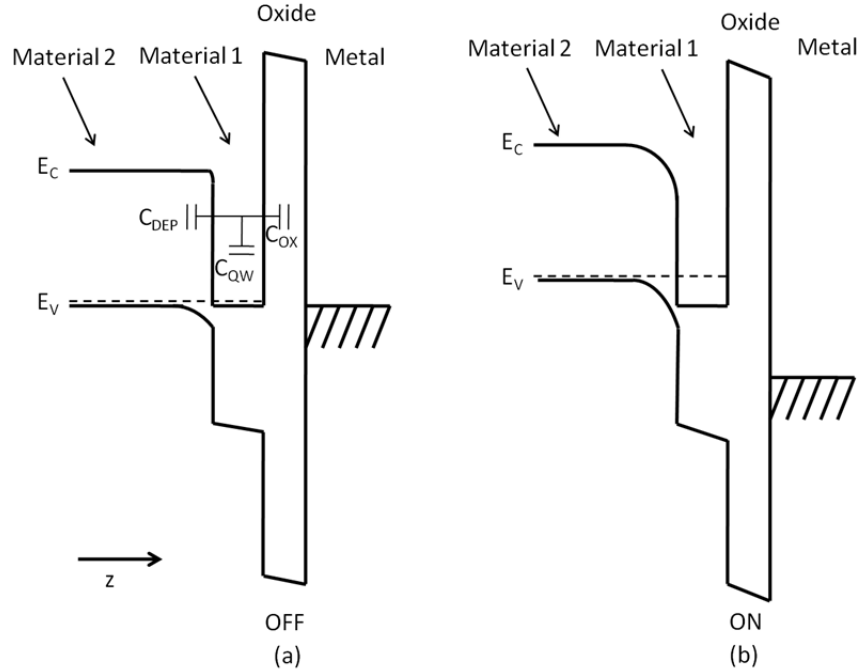 Oxide
Material 2
Material 1
Metal
E_C
C_DEP
C_OX
C_QW
E_V
z
OFF
(a)
Oxide
Material 2
Material 1
Metal
E_C
E_V
ON
(b)